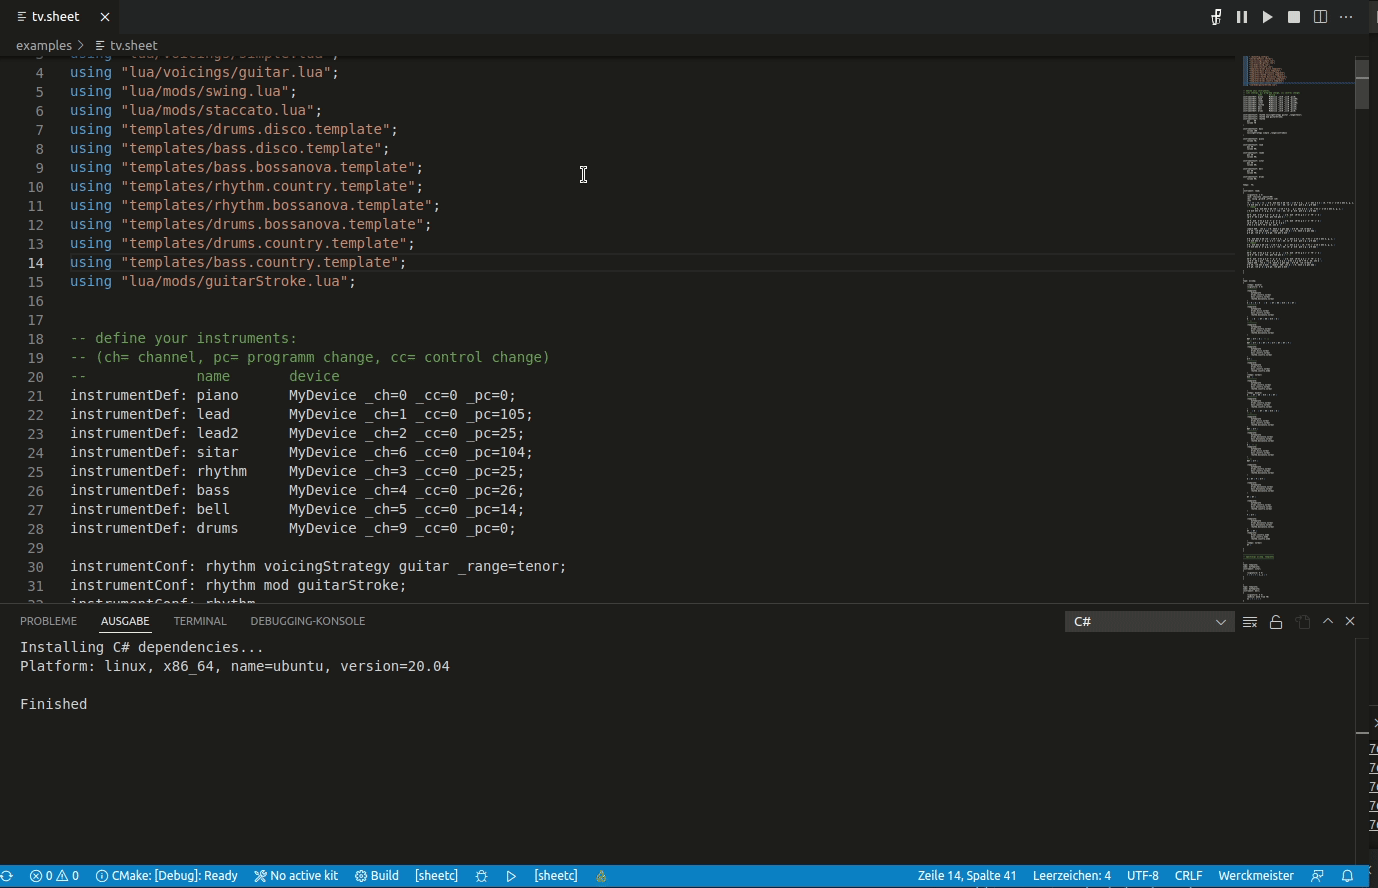 tv.sheet
examples > tv.sheet
4 using "lua/voicings/guitar.lua";
5 using "lua/mods/swing.lua";
6 using "lua/mods/staccato.lua";
7 using "templates/drums.disco.template";
8 using "templates/bass.disco.template";
9 using "templates/bass.bossanova.template";
10 using "templates/rhythm.country.template";
11 using "templates/rhythm.bossanova.template";
12 using "templates/drums.bossanova.template";
13 using "templates/drums.country.template";
14 using "templates/bass.country.template";
15 using "lua/mods/guitarStroke.lua";
16
17
18 -- define your instruments:
19 -- (ch= channel, pc= programm change, cc= control change)
20 -- name device
21 instrumentDef: piano MyDevice _ch=0 _cc=0 _pc=0;
22 instrumentDef: lead MyDevice _ch=1 _cc=0 _pc=105;
23 instrumentDef: lead2 MyDevice _ch=2 _cc=0 _pc=25;
24 instrumentDef: sitar MyDevice _ch=6 _cc=0 _pc=104;
25 instrumentDef: rhythm MyDevice _ch=3 _cc=0 _pc=25;
26 instrumentDef: bass MyDevice _ch=4 _cc=0 _pc=26;
27 instrumentDef: bell MyDevice _ch=5 _cc=0 _pc=14;
28 instrumentDef: drums MyDevice _ch=9 _cc=0 _pc=0;
29
30 instrumentConf: rhythm voicingStrategy guitar _range=tenor;
31 instrumentConf: rhythm mod guitarStroke;
PROBLEME AUSGABE TERMINAL DEBUGGING-KONSOLE C#
Installing C# dependencies...
Platform: linux, x86_64, name=ubuntu, version=20.04
Finished
0 0 CMake: [Debug]: Ready No active kit Build [sheetc] [sheetc] Zeile 14, Spalte 41 Leerzeichen: 4 UTF-8 CRLF Werckmeister